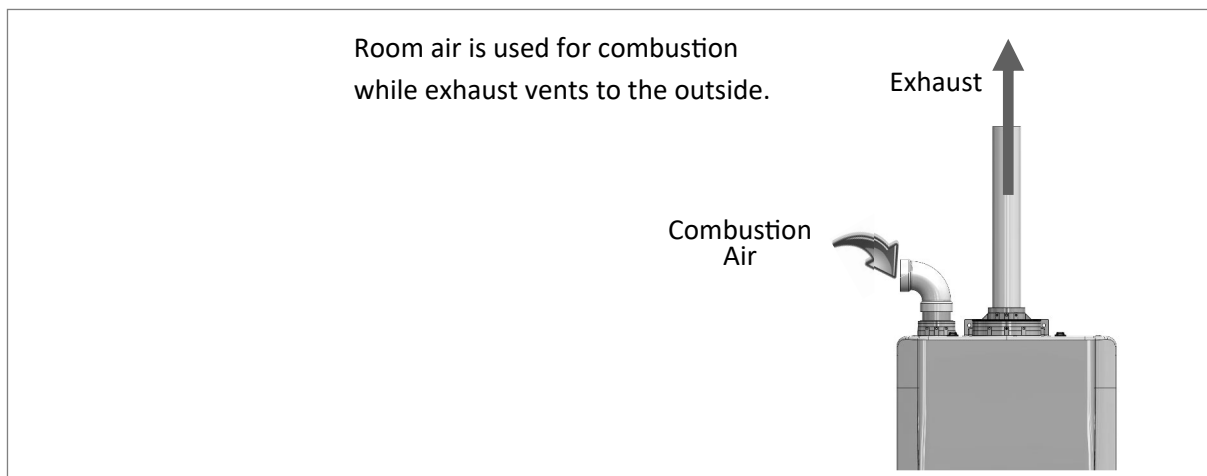 Room air is used for combustion
while exhaust vents to the outside.
Exhaust
Combustion
Air